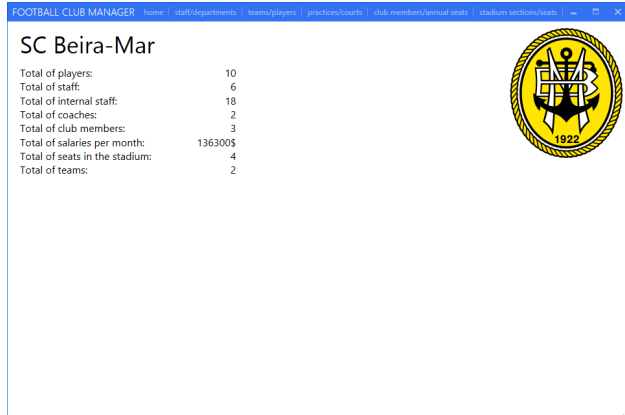 FOOTBALL CLUB MANAGER home staff/departments teams/players practices/courts club members/annual seats stadium sections/seats
SC Beira-Mar
Total of players: 10
Total of staff: 6
Total of internal staff: 18
Total of coaches: 2
Total of club members: 3
Total of salaries per month: 136300$
Total of seats in the stadium: 4
Total of teams: 2
1922